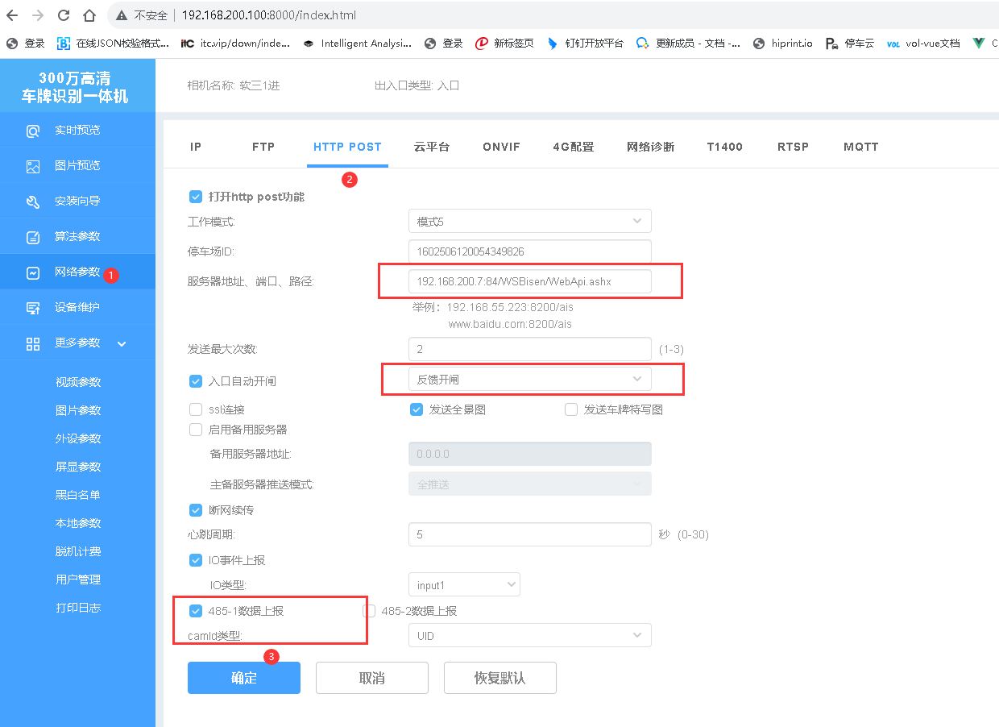 不安全 192.168.200.100:8000/index.html
登录 在线JSON校验格式... itc itc.vip/down/inde... Intelligent Analysi... 登录 新标签页 钉钉开放平台 更新成员 - 文档 -... hiprint.io 停车云 VOL vol-vue文档 C
300万高清
车牌识别一体机
相机名称: 软三1进 出入口类型: 入口
实时预览
图片预览
安装向导
算法参数
网络参数 1
设备维护
更多参数
视频参数
图片参数
外设参数
屏显参数
黑白名单
本地参数
脱机计费
用户管理
打印日志
IP FTP HTTP POST 云平台 ONVIF 4G配置 网络诊断 T1400 RTSP MQTT
2
打开http post功能
工作模式: 模式5
停车场ID: 1602506120054349826
服务器地址、端口、路径: 192.168.200.7:84/WSBisen/WebApi.ashx
举例：192.168.55.223:8200/ais
www.baidu.com:8200/ais
发送最大次数: 2 (1-3)
入口自动开闸 反馈开闸
ssl连接 发送全景图 发送车牌特写图
启用备用服务器
备用服务器地址: 0.0.0.0
主备服务器推送模式: 全推送
断网续传
心跳周期: 5 秒 (0-30)
IO事件上报
IO类型: input1
485-1数据上报 485-2数据上报
camId类型: UID
3
确定 取消 恢复默认